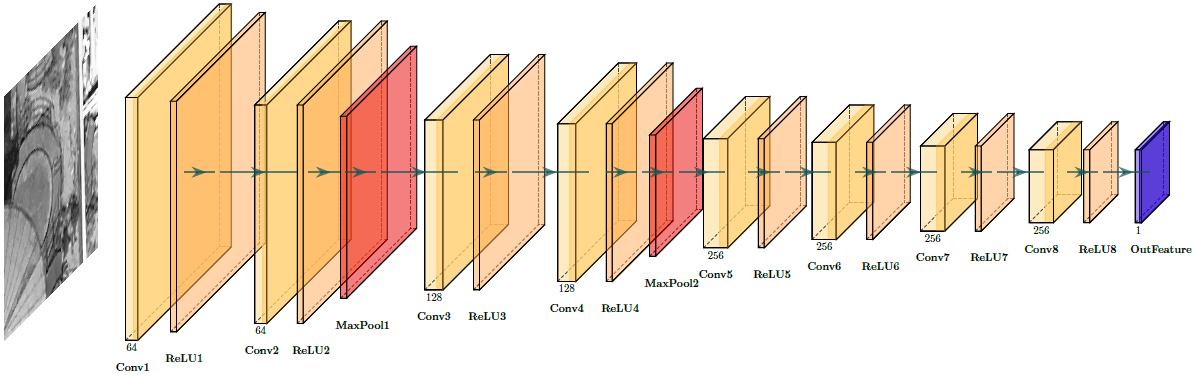 64
Conv1
ReLU1
64
Conv2
ReLU2
MaxPool1
128
Conv3
ReLU3
128
Conv4
ReLU4
MaxPool2
256
Conv5
ReLU5
256
Conv6
ReLU6
256
Conv7
ReLU7
256
Conv8
ReLU8
1
OutFeature